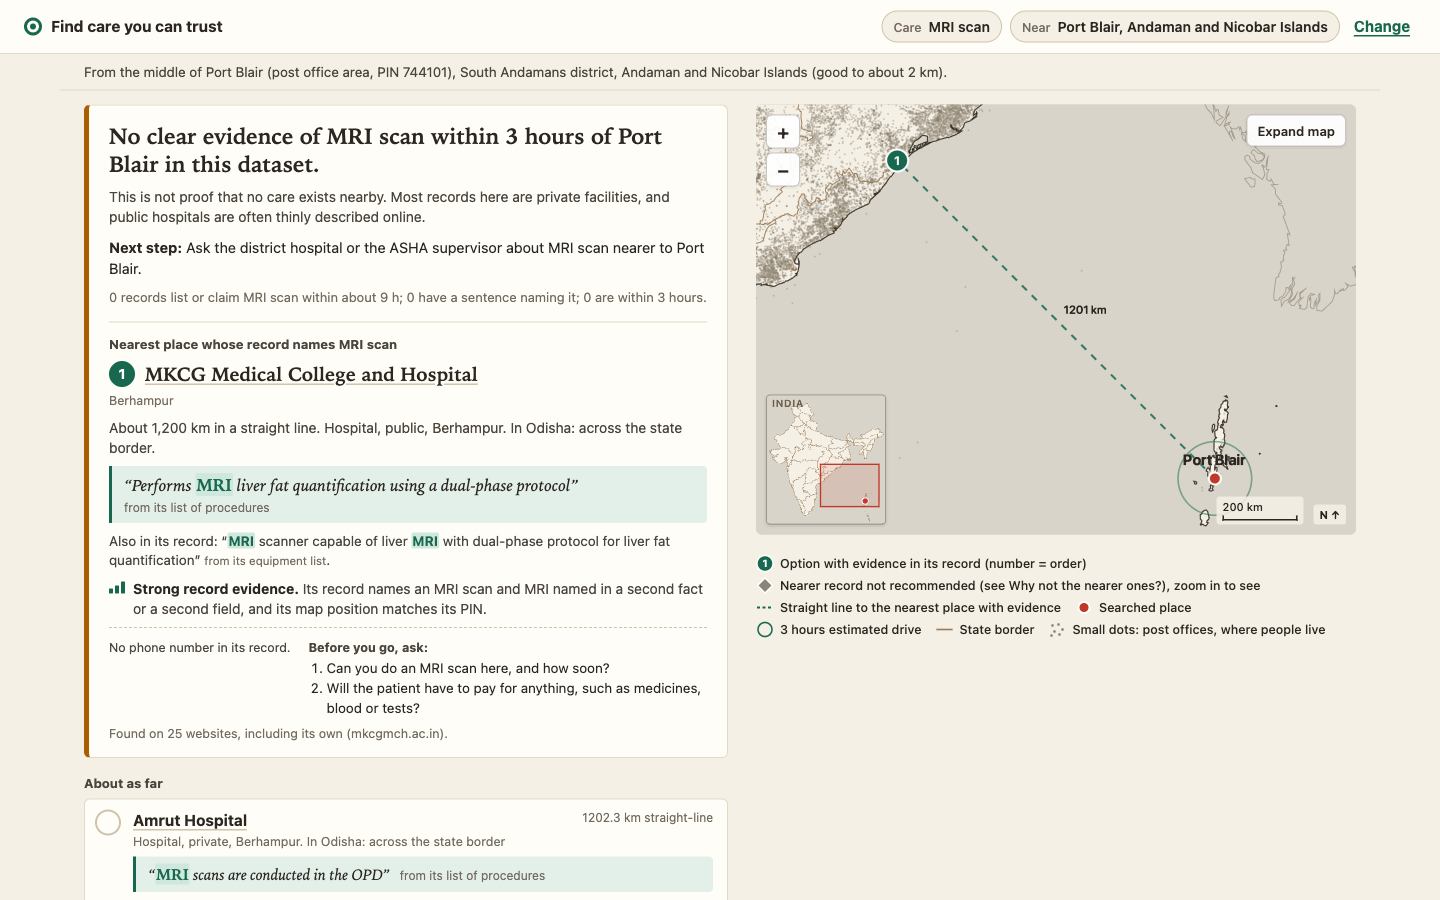 Find care you can trust
Care MRI scan
Near Port Blair, Andaman and Nicobar Islands
Change
From the middle of Port Blair (post office area, PIN 744101), South Andamans district, Andaman and Nicobar Islands (good to about 2 km).
No clear evidence of MRI scan within 3 hours of Port
Blair in this dataset.
This is not proof that no care exists nearby. Most records here are private facilities, and
public hospitals are often thinly described online.
Next step: Ask the district hospital or the ASHA supervisor about MRI scan nearer to Port
Blair.
0 records list or claim MRI scan within about 9 h; 0 have a sentence naming it; 0 are within 3 hours.
Nearest place whose record names MRI scan
1 MKCG Medical College and Hospital
Berhampur
About 1,200 km in a straight line. Hospital, public, Berhampur. In Odisha: across the state
border.
“Performs MRI liver fat quantification using a dual-phase protocol”
from its list of procedures
Also in its record: “MRI scanner capable of liver MRI with dual-phase protocol for liver fat
quantification” from its equipment list.
Strong record evidence. Its record names an MRI scan and MRI named in a second fact
or a second field, and its map position matches its PIN.
No phone number in its record.
Before you go, ask:
1. Can you do an MRI scan here, and how soon?
2. Will the patient have to pay for anything, such as medicines,
blood or tests?
Found on 25 websites, including its own (mkcgmch.ac.in).
About as far
Amrut Hospital
1202.3 km straight-line
Hospital, private, Berhampur. In Odisha: across the state border
“MRI scans are conducted in the OPD” from its list of procedures
+
−
Expand map
1
1201 km
INDIA
Port Blair
200 km
N ↑
1 Option with evidence in its record (number = order)
Nearer record not recommended (see Why not the nearer ones?), zoom in to see
Straight line to the nearest place with evidence
Searched place
3 hours estimated drive
State border
Small dots: post offices, where people live